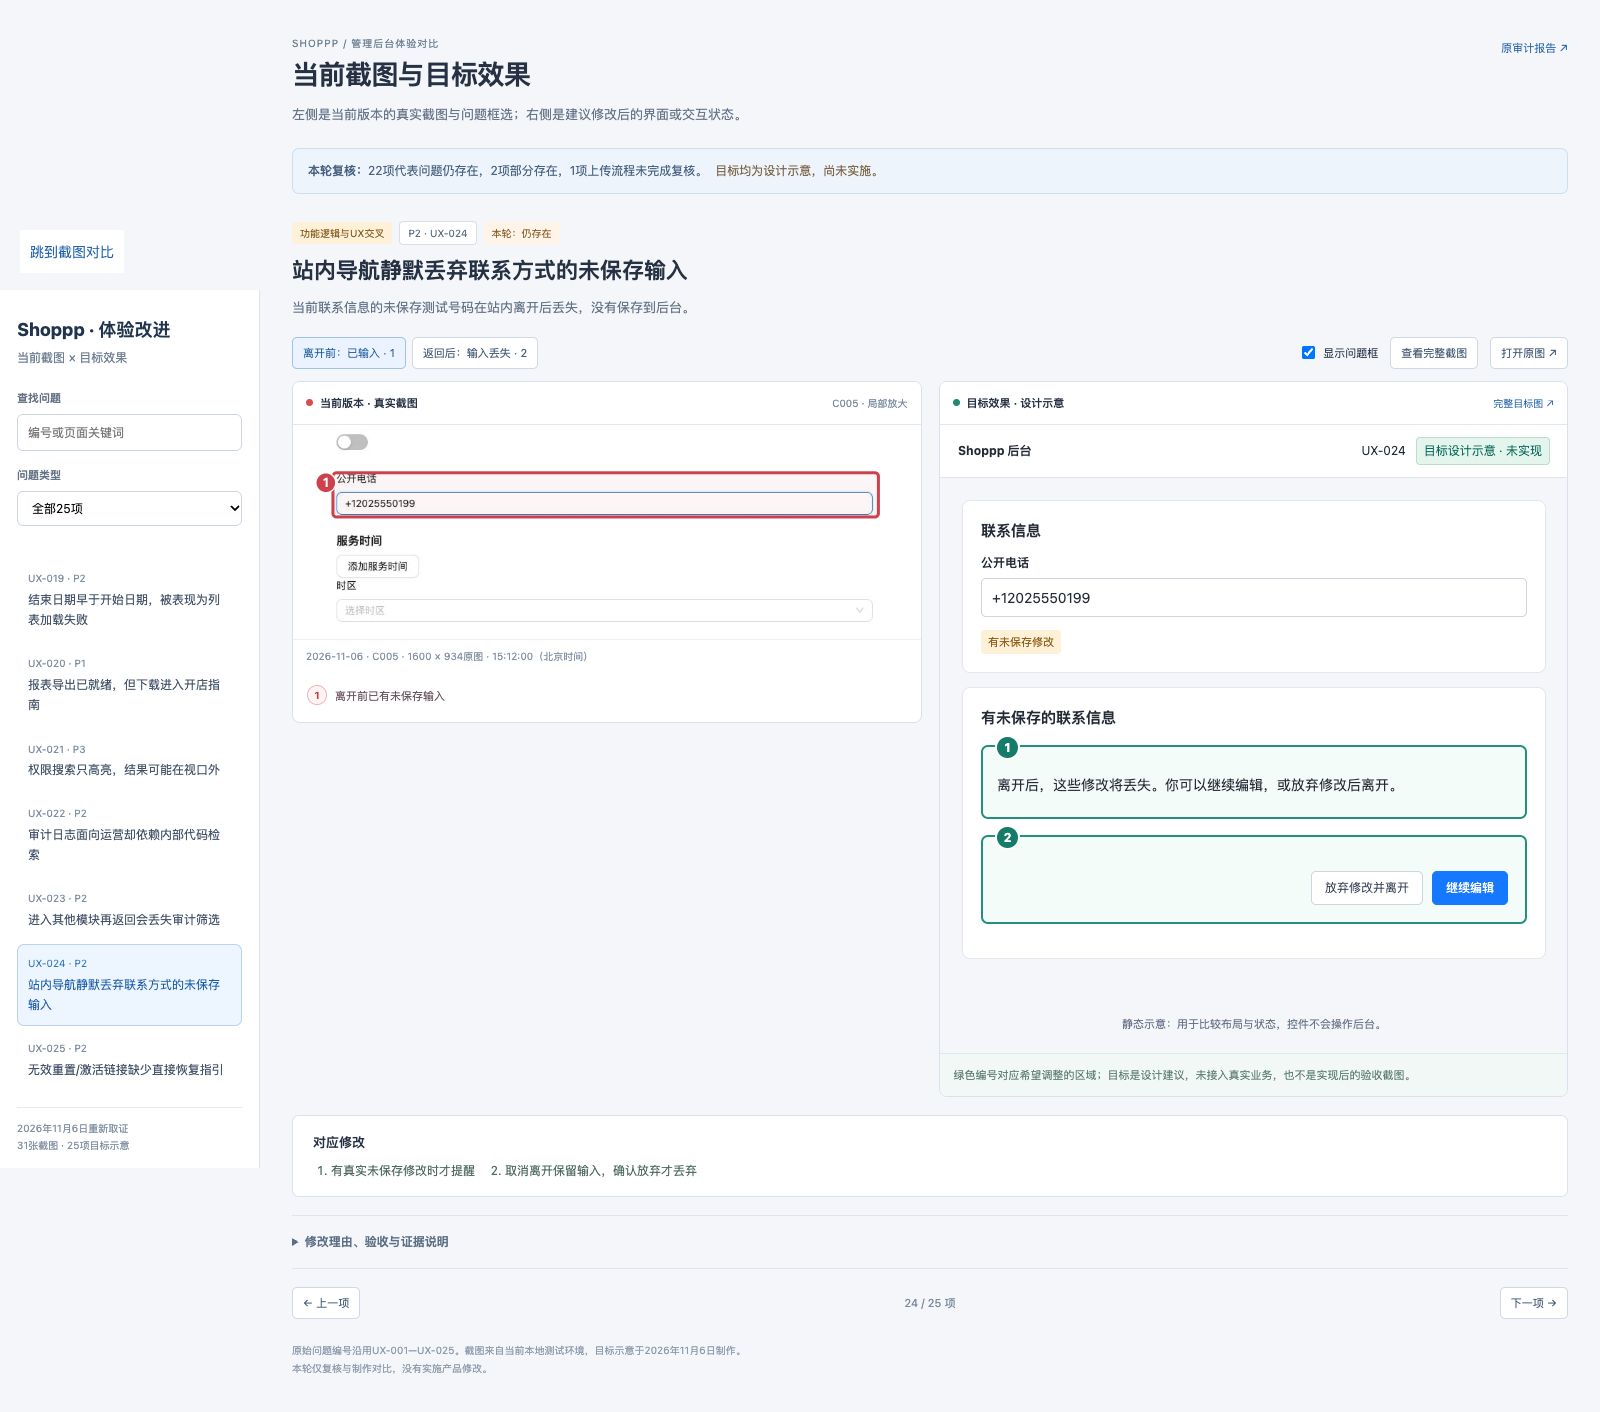 SHOPPP / 管理后台体验对比
当前截图与目标效果
原审计报告 ↗
左侧是当前版本的真实截图与问题框选；右侧是建议修改后的界面或交互状态。
本轮复核：22项代表问题仍存在，2项部分存在，1项上传流程未完成复核。 目标均为设计示意，尚未实施。
跳到截图对比
Shoppp · 体验改进
当前截图 × 目标效果
查找问题
编号或页面关键词
问题类型
全部25项
UX-019 · P2
结束日期早于开始日期，被表现为列
表加载失败
UX-020 · P1
报表导出已就绪，但下载进入开店指
南
UX-021 · P3
权限搜索只高亮，结果可能在视口外
UX-022 · P2
审计日志面向运营却依赖内部代码检
索
UX-023 · P2
进入其他模块再返回会丢失审计筛选
UX-024 · P2
站内导航静默丢弃联系方式的未保存
输入
UX-025 · P2
无效重置/激活链接缺少直接恢复指引
2026年11月6日重新取证
31张截图 · 25项目标示意
功能逻辑与UX交叉
P2 · UX-024
本轮：仍存在
站内导航静默丢弃联系方式的未保存输入
当前联系信息的未保存测试号码在站内离开后丢失，没有保存到后台。
离开前：已输入 · 1
返回后：输入丢失 · 2
显示问题框
查看完整截图
打开原图 ↗
当前版本 · 真实截图
C005 · 局部放大
1
公开电话
+12025550199
服务时间
添加服务时间
时区
选择时区
2026-11-06 · C005 · 1600 × 934原图 · 15:12:00（北京时间）
1 离开前已有未保存输入
目标效果 · 设计示意
完整目标图 ↗
Shoppp 后台
UX-024
目标设计示意 · 未实现
联系信息
公开电话
+12025550199
有未保存修改
有未保存的联系信息
1
离开后，这些修改将丢失。你可以继续编辑，或放弃修改后离开。
2
放弃修改并离开
继续编辑
静态示意：用于比较布局与状态，控件不会操作后台。
绿色编号对应希望调整的区域；目标是设计建议，未接入真实业务，也不是实现后的验收截图。
对应修改
1. 有真实未保存修改时才提醒 2. 取消离开保留输入，确认放弃才丢弃
修改理由、验收与证据说明
← 上一项
24 / 25 项
下一项 →
原始问题编号沿用UX-001—UX-025。截图来自当前本地测试环境，目标示意于2026年11月6日制作。
本轮仅复核与制作对比，没有实施产品修改。